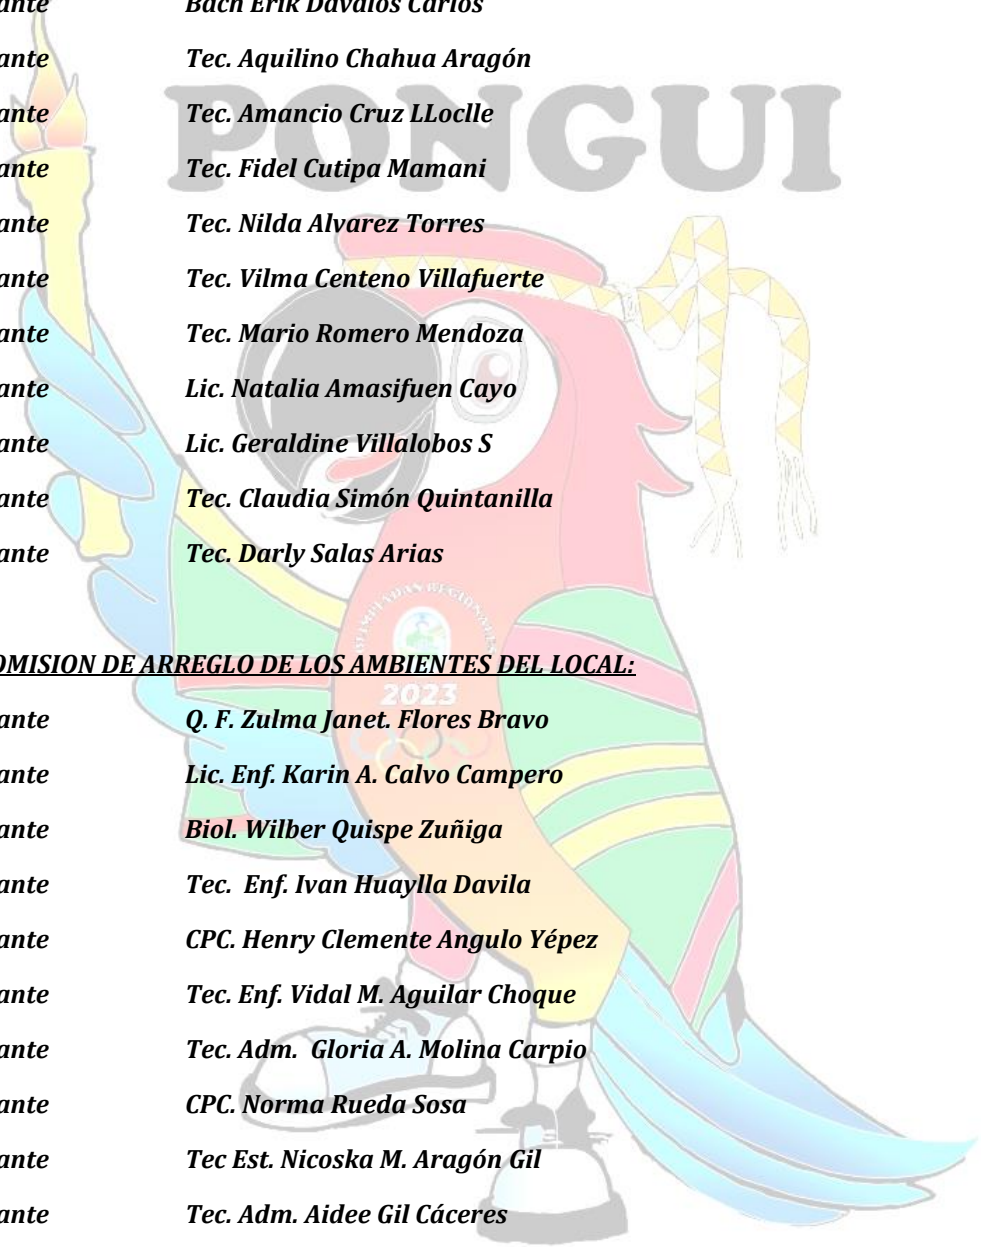 ante Bach Erik Davalos Carlos
ante Tec. Aquilino Chahua Aragón
PONGUI
ante Tec. Amancio Cruz LLoclle
ante Tec. Fidel Cutipa Mamani
ante Tec. Nilda Alvarez Torres
ante Tec. Vilma Centeno Villafuerte
ante Tec. Mario Romero Mendoza
ante Lic. Natalia Amasifuen Cayo
ante Lic. Geraldine Villalobos S
ante Tec. Claudia Simón Quintanilla
ante Tec. Darly Salas Arias
OLIMPIADAS REGIONALES
OMISION DE ARREGLO DE LOS AMBIENTES DEL LOCAL:
2023
ante Q. F. Zulma Janet. Flores Bravo
ante Lic. Enf. Karin A. Calvo Campero
ante Biol. Wilber Quispe Zuñiga
ante Tec. Enf. Ivan Huaylla Davila
ante CPC. Henry Clemente Angulo Yépez
ante Tec. Enf. Vidal M. Aguilar Choque
ante Tec. Adm. Gloria A. Molina Carpio
ante CPC. Norma Rueda Sosa
ante Tec Est. Nicoska M. Aragón Gil
ante Tec. Adm. Aidee Gil Cáceres